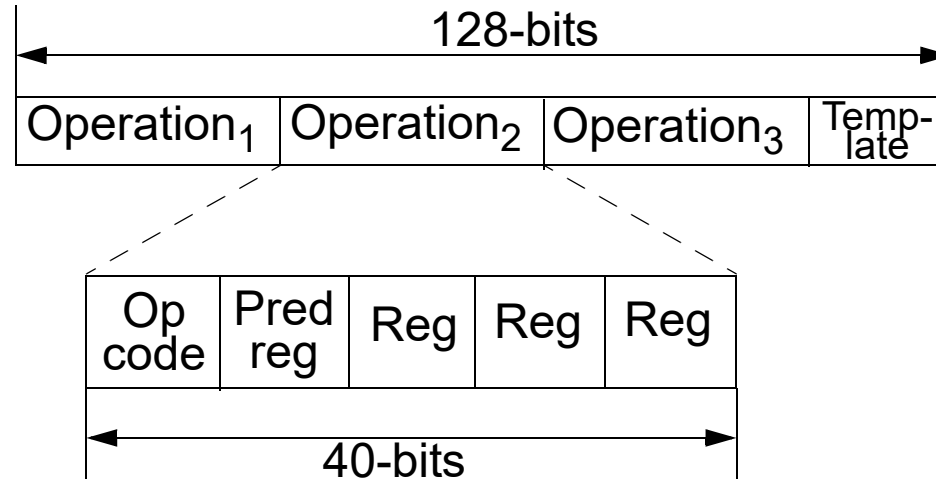 128-bits
Operation1 Operation2 Operation3 Temp-
late
Op Pred Reg Reg Reg
code reg
40-bits